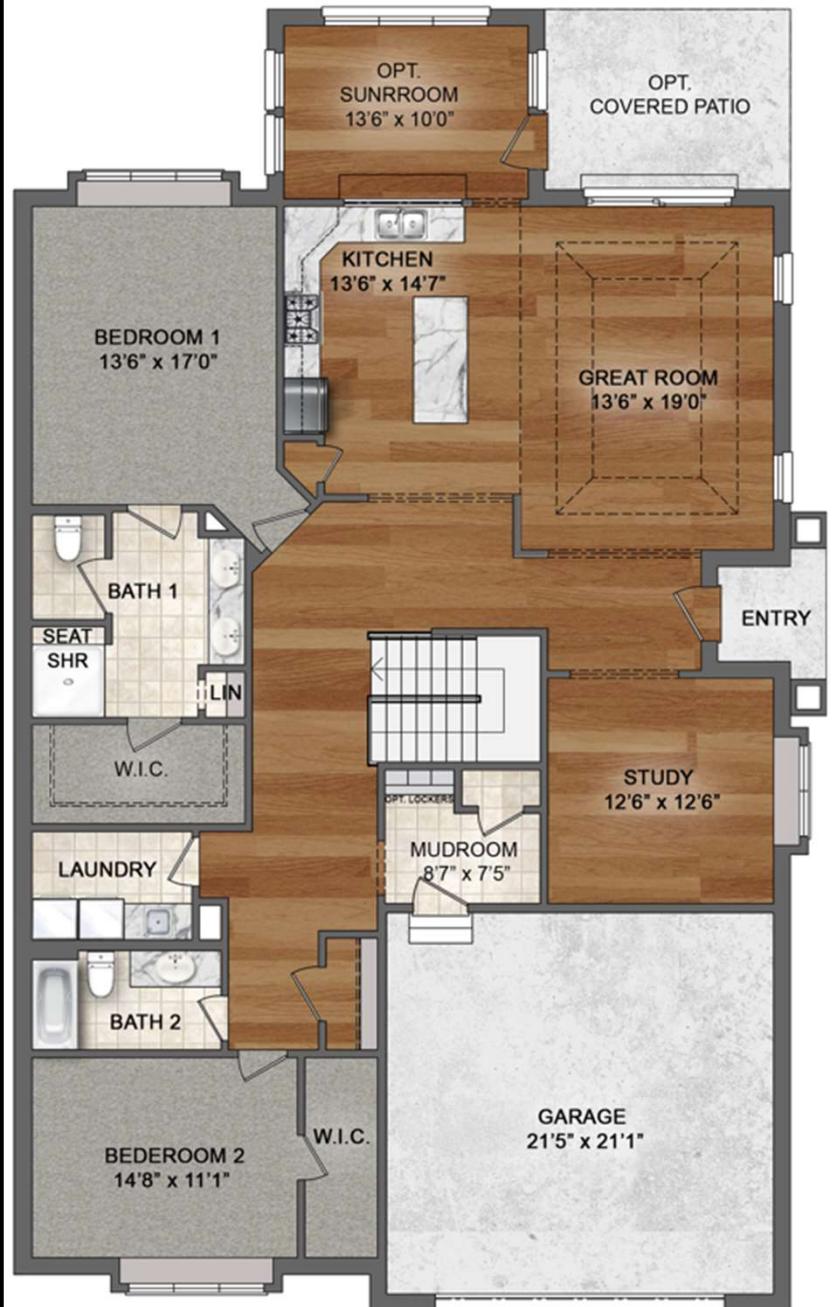 OPT.
SUNRROOM
13'6" x 10'0"
OPT.
COVERED PATIO
KITCHEN
13'6" x 14'7"
BEDROOM 1
13'6" x 17'0"
GREAT ROOM
13'6" x 19'0"
BATH 1
ENTRY
SEAT
SHR
LIN
W.I.C.
STUDY
12'6" x 12'6"
OPT. LOCKERS
MUDROOM
8'7" x 7'5"
LAUNDRY
BATH 2
GARAGE
21'5" x 21'1"
W.I.C.
BEDEROOM 2
14'8" x 11'1"